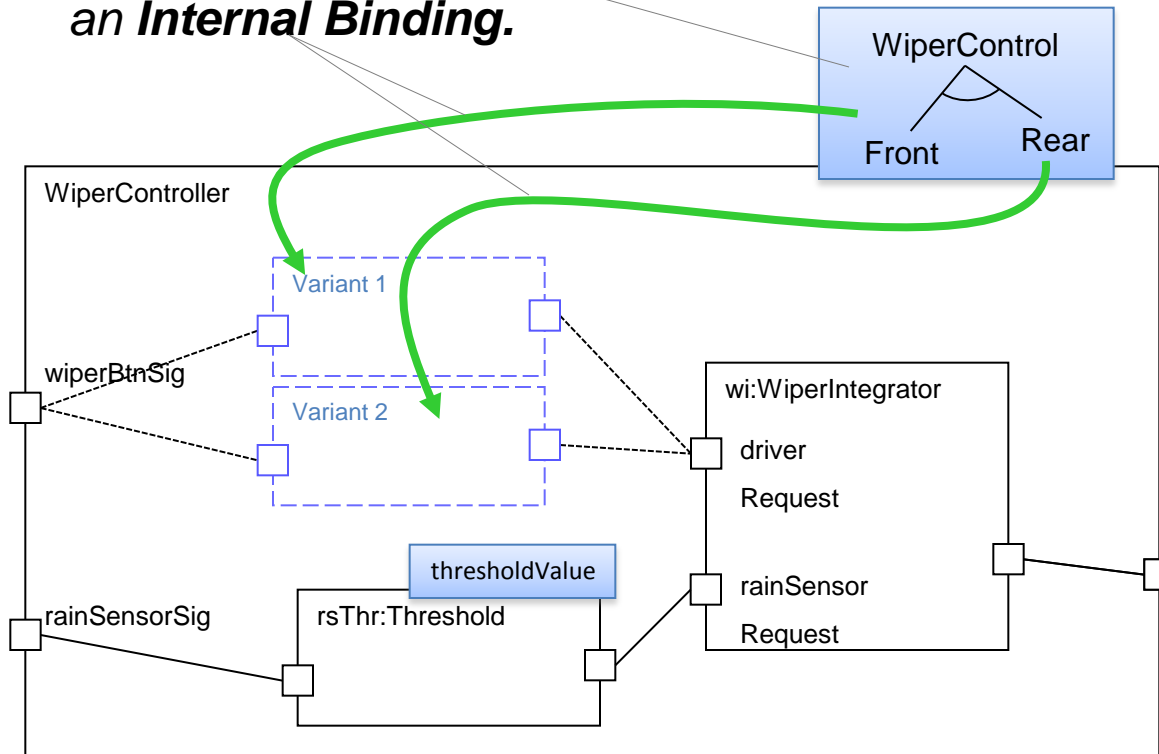 an Internal Binding.
WiperControl
Front
Rear
WiperController
Variant 1
wiperBtnSig
Variant 2
wi:WiperIntegrator
driver
Request
thresholdValue
rainSensorSig
rsThr:Threshold
rainSensor
Request